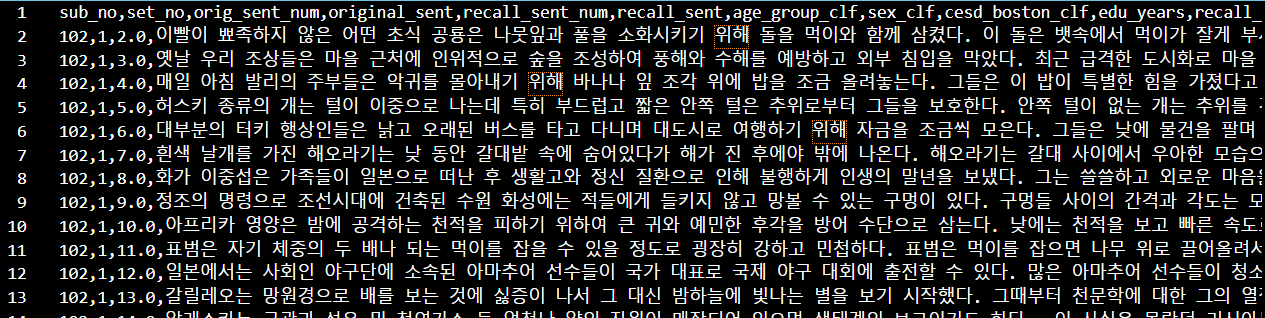 1 sub_no,set_no,orig_sent_num,original_sent,recall_sent_num,recall_sent,age_group_clf,sex_clf,cesd_boston_clf,edu_years,recall_
2 102,1,2.0,이빨이 뾰족하지 않은 어떤 초식 공룡은 나뭇잎과 풀을 소화시키기 위해 돌을 먹이와 함께 삼켰다. 이 돌은 뱃속에서 먹이가 잘게
3 102,1,3.0,옛날 우리 조상들은 마을 근처에 인위적으로 숲을 조성하여 풍해와 수해를 예방하고 외부 침입을 막았다. 최근 급격한 도시화로 마을
4 102,1,4.0,매일 아침 발리의 주부들은 악귀를 몰아내기 위해 바나나 잎 조각 위에 밥을 조금 올려놓는다. 그들은 이 밥이 특별한 힘을 가졌다고
5 102,1,5.0,허스키 종류의 개는 털이 이중으로 나는데 특히 부드럽고 짧은 안쪽 털은 추위로부터 그들을 보호한다. 안쪽 털이 없는 개는 추위를
6 102,1,6.0,대부분의 터키 행상인들은 낡고 오래된 버스를 타고 다니며 대도시로 여행하기 위해 자금을 조금씩 모은다. 그들은 낮에 물건을 팔며
7 102,1,7.0,흰색 날개를 가진 해오라기는 낮 동안 갈대밭 속에 숨어있다가 해가 진 후에야 밖에 나온다. 해오라기는 갈대 사이에서 우아한 모습으
8 102,1,8.0,화가 이중섭은 가족들이 일본으로 떠난 후 생활고와 정신 질환으로 인해 불행하게 인생의 말년을 보냈다. 그는 쓸쓸하고 외로운 마음을
9 102,1,9.0,정조의 명령으로 조선시대에 건축된 수원 화성에는 적들에게 들키지 않고 망볼 수 있는 구멍이 있다. 구멍들 사이의 간격과 각도는
10 102,1,10.0,아프리카 영양은 밤에 공격하는 천적을 피하기 위하여 큰 귀와 예민한 후각을 방어 수단으로 삼는다. 낮에는 천적을 보고 빠른 속도로
11 102,1,11.0,표범은 자기 체중의 두 배나 되는 먹이를 잡을 수 있을 정도로 굉장히 강하고 민첩하다. 표범은 먹이를 잡으면 나무 위로 끌어올려서
12 102,1,12.0,일본에서는 사회인 야구단에 소속된 아마추어 선수들이 국가 대표로 국제 야구 대회에 출전할 수 있다. 많은 아마추어 선수들이 청소
13 102,1,13.0,갈릴레오는 망원경으로 배를 보는 것에 싫증이 나서 그 대신 밤하늘에 빛나는 별을 보기 시작했다. 그때부터 천문학에 대한 그의